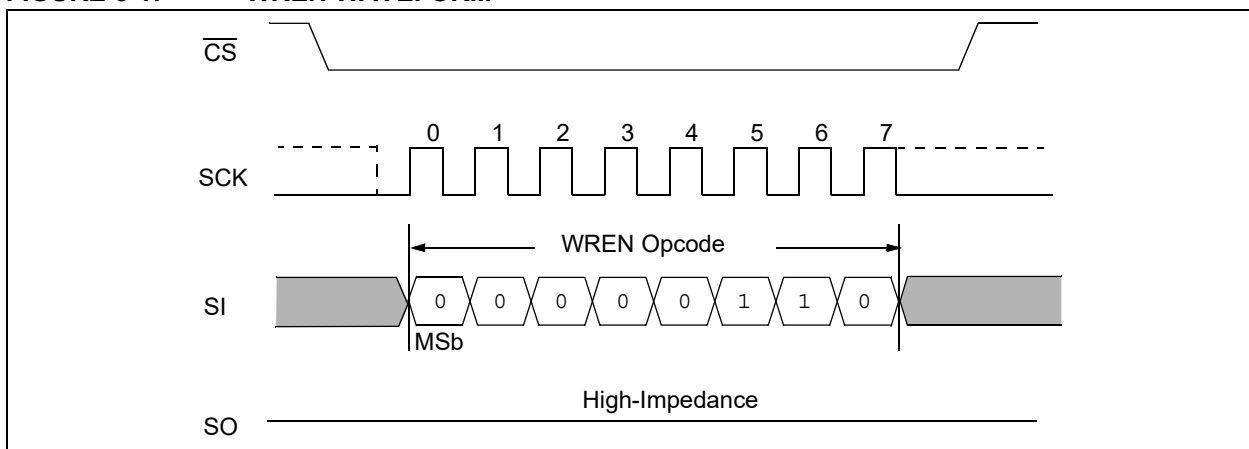 CS
0 1 2 3 4 5 6 7
SCK
WREN Opcode
SI 0 0 0 0 0 1 1 0
MSb
High-Impedance
SO